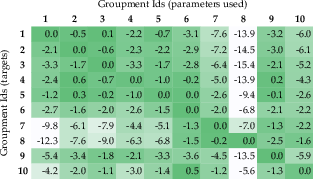 Groupment Ids (parameters used)
1 2 3 4 5 6 7 8 9 10
Groupment Ids (targets)
1 0.0 -0.5 0.1 -2.2 -0.7 -3.1 -7.6 -13.9 -3.2 -6.0
2 -2.1 0.0 -0.6 -2.3 -2.2 -2.9 -7.2 -14.5 -3.0 -6.1
3 -3.3 -1.7 0.0 -3.3 -1.7 -2.8 -6.4 -15.4 -2.1 -5.2
4 -2.4 0.6 -0.7 0.0 -1.0 -0.2 -5.0 -13.9 0.2 -4.3
5 -1.2 0.3 -0.2 -1.0 0.0 0.0 -2.6 -9.4 -0.1 -2.6
6 -2.7 -1.6 -2.0 -2.6 -1.5 0.0 -2.0 -6.8 -2.1 -2.2
7 -9.8 -6.1 -7.9 -4.4 -5.1 -1.3 0.0 -7.0 -1.3 -2.2
8 -12.3 -7.6 -9.0 -6.3 -6.8 -1.5 -0.2 0.0 -2.5 -1.6
9 -5.4 -3.4 -1.8 -2.1 -3.3 -3.6 -4.5 -13.5 0.0 -5.9
10 -4.2 -2.0 -1.1 -3.0 -1.4 0.5 -1.2 -5.6 -1.3 0.0